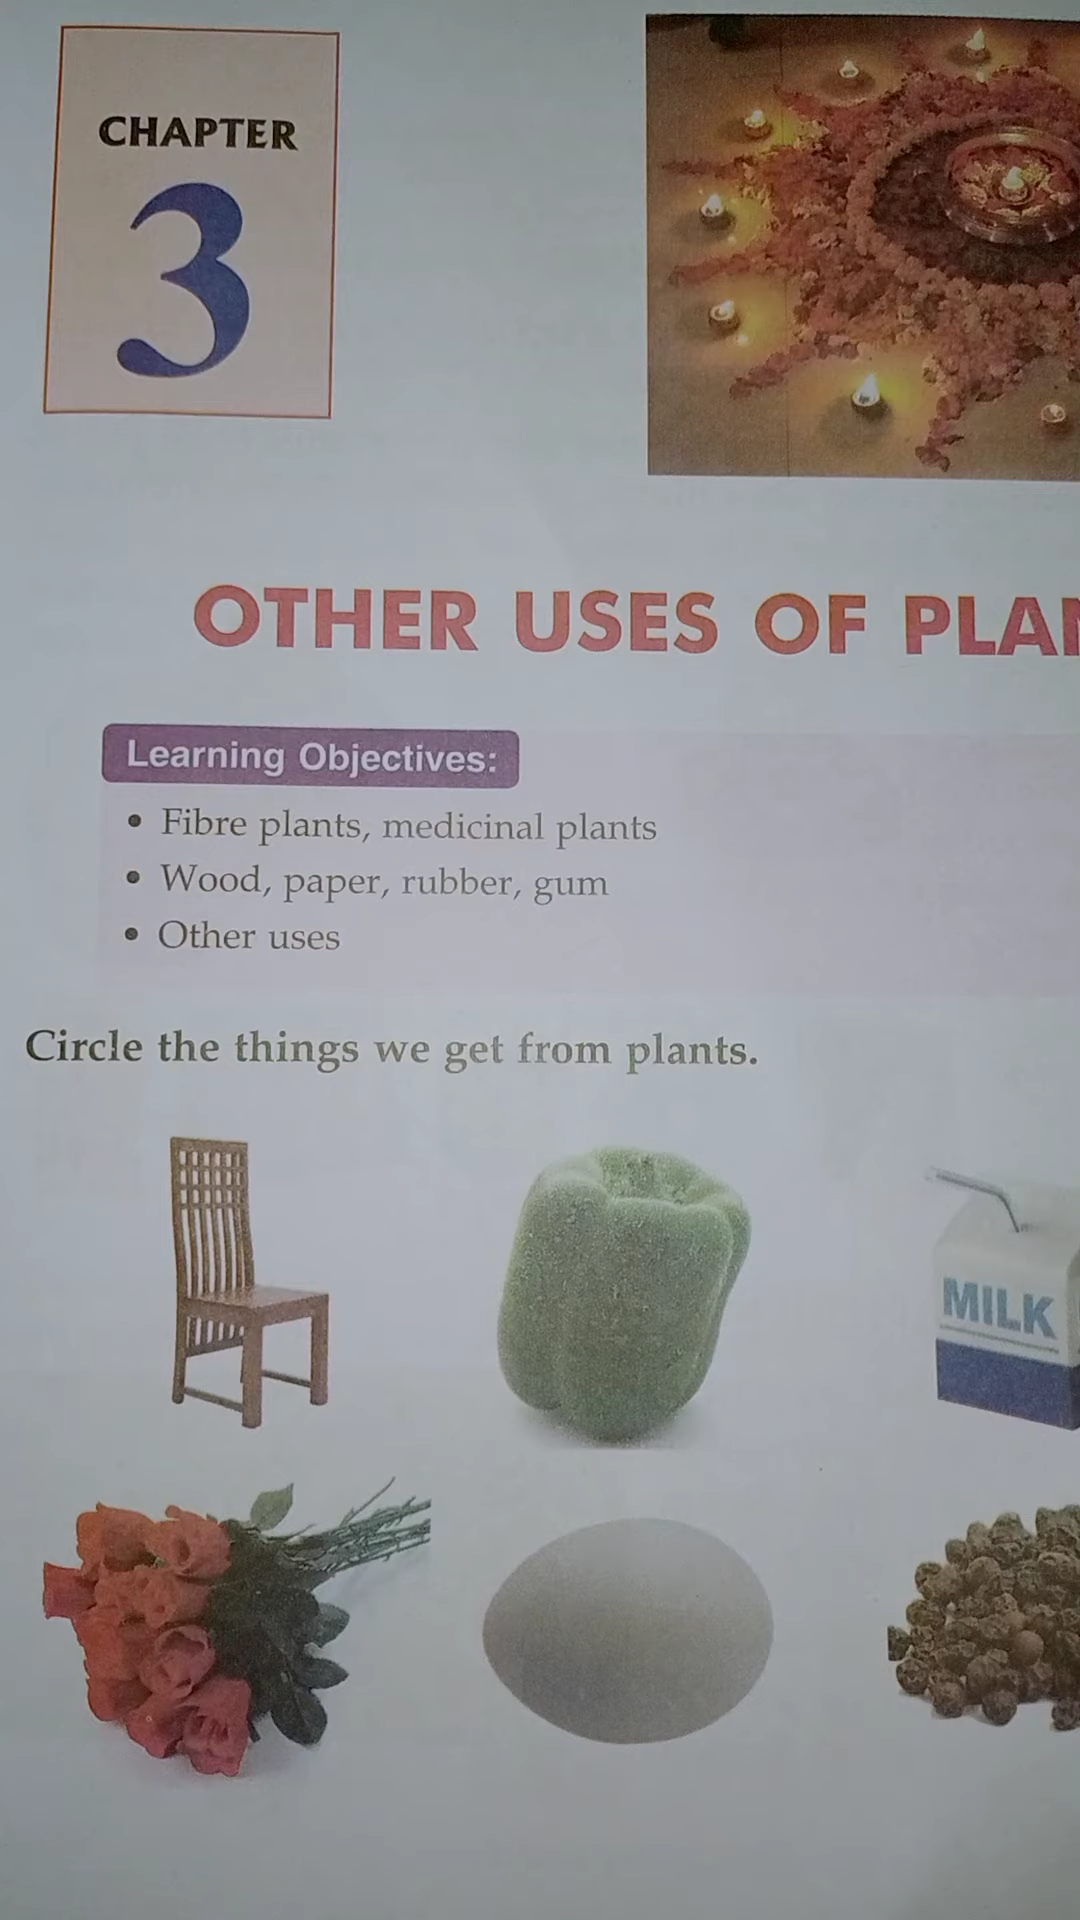 CHAPTER
3
OTHER USES OF
Learning Objectives:
• Fibre plants, medicinal plants
• Wood, paper, rubber, gum
• Other uses
Circle the things we get from plants.
MILK